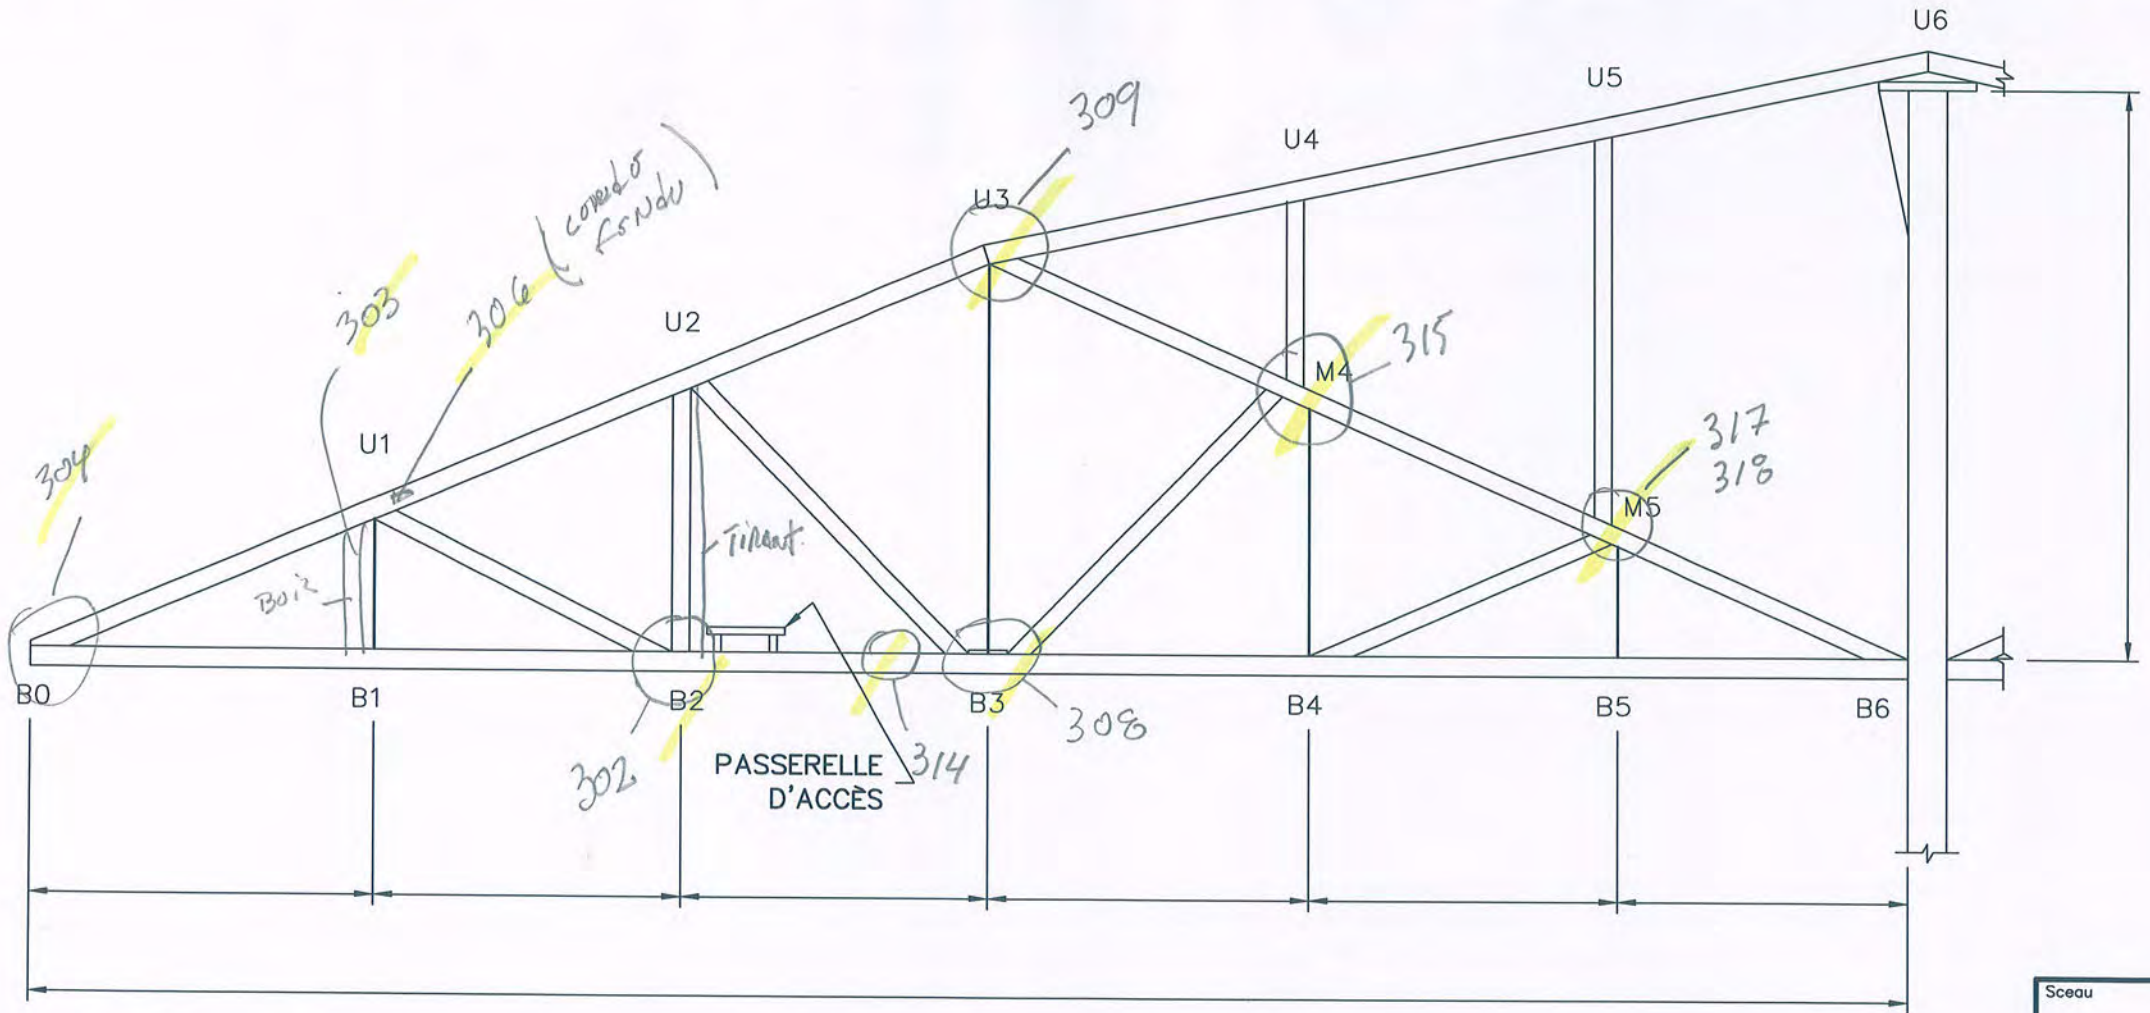 U6
U5
309
U4
U3
303
306
fendu
U2
315
M4
U1
304
317
318
M5
Tirant
Bois
B0
B1
B2
B3
B4
B5
B6
308
302
PASSERELLE
D'ACCÈS
314
Sceau